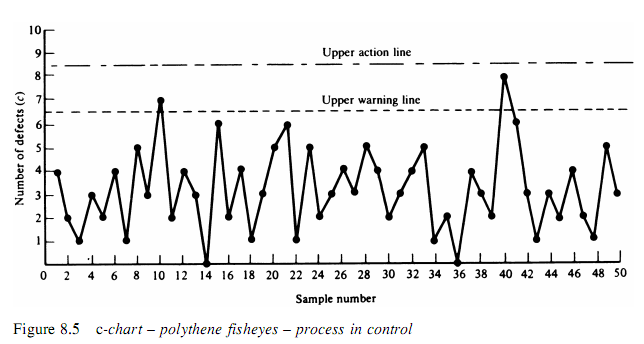 10
9
8
7
6
5
4
3
2
1
Number of defects (c)
Upper action line
Upper warning line
0 2 4 6 8 10 12 14 16 18 20 22 24 26 28 30 32 34 36 38 40 42 44 46 48 50
Sample number
Figure 8.5 c-chart – polythene fisheyes – process in control